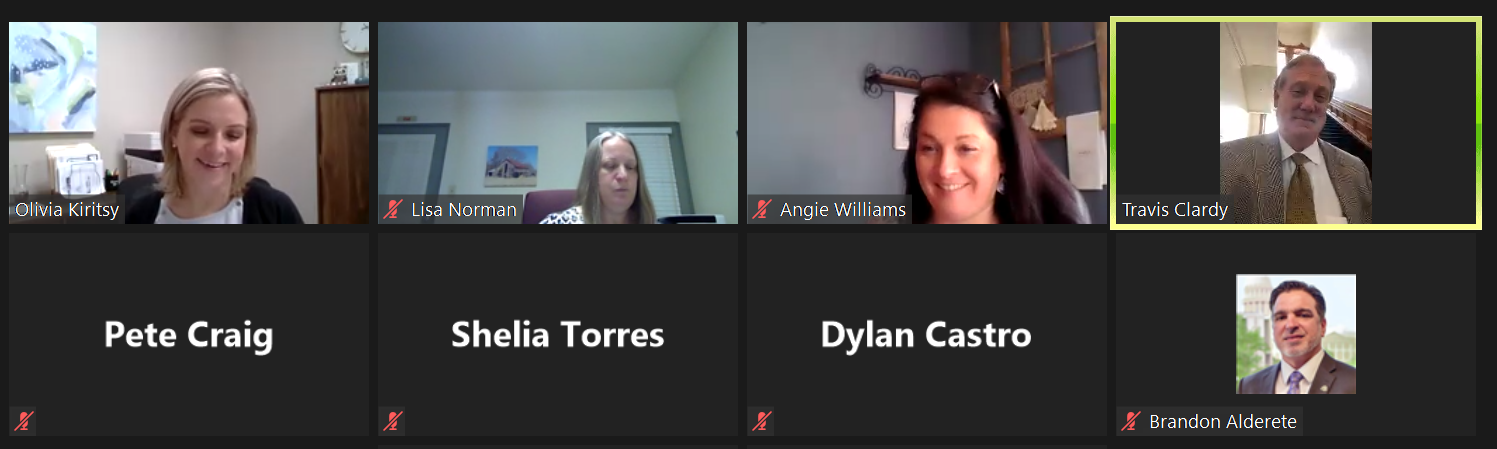 Olivia Kiritsy
Lisa Norman
Angie Williams
Travis Clardy
Pete Craig
Shelia Torres
Dylan Castro
Brandon Alderete